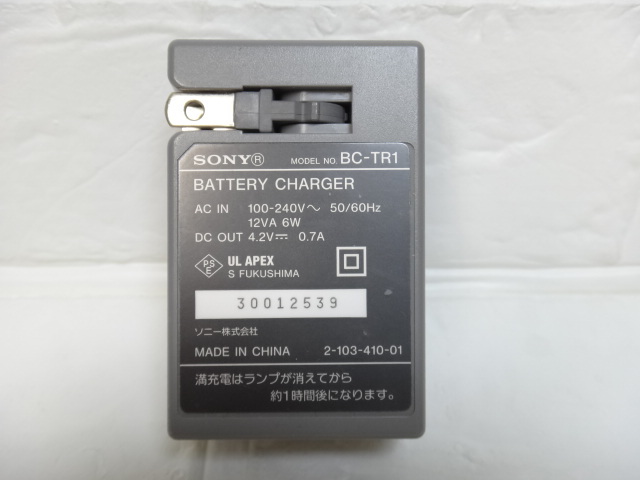 SONY® MODEL NO. BC-TR1
BATTERY CHARGER
AC IN 100-240V～ 50/60Hz
12VA 6W
DC OUT 4.2V⎓ 0.7A
PS E UL APEX
S FUKUSHIMA
30012539
ソニー株式会社
MADE IN CHINA 2-103-410-01
満充電はランプが消えてから
約1時間後になります。